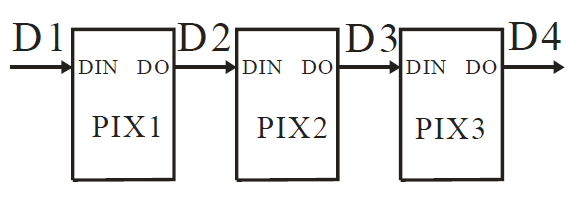 D1 D2 D3 D4
DIN DO DIN DO DIN DO
PIX1 PIX2 PIX3